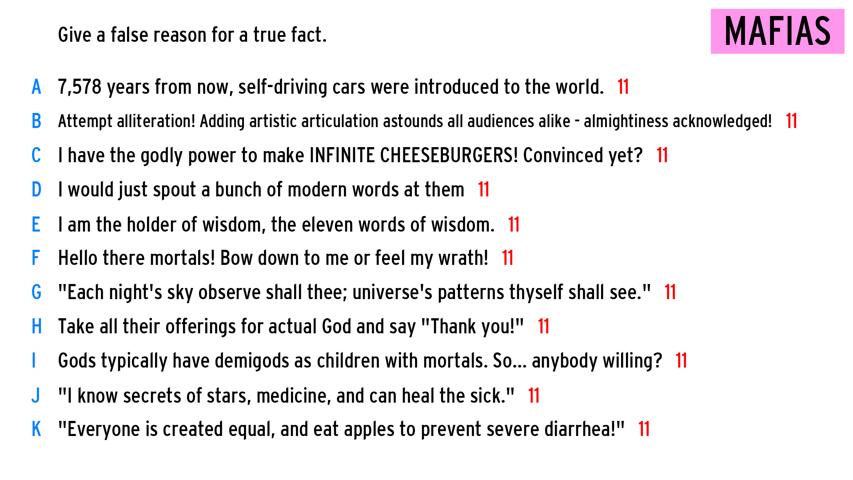 Give a false reason for a true fact.
MAFIAS
A 7,578 years from now, self-driving cars were introduced to the world. 11
B Attempt alliteration! Adding artistic articulation astounds all audiences alike - almightiness acknowledged! 11
C I have the godly power to make INFINITE CHEESEBURGERS! Convinced yet? 11
D I would just spout a bunch of modern words at them 11
E I am the holder of wisdom, the eleven words of wisdom. 11
F Hello there mortals! Bow down to me or feel my wrath! 11
G "Each night's sky observe shall thee; universe's patterns thyself shall see." 11
H Take all their offerings for actual God and say "Thank you!" 11
I Gods typically have demigods as children with mortals. So... anybody willing? 11
J "I know secrets of stars, medicine, and can heal the sick." 11
K "Everyone is created equal, and eat apples to prevent severe diarrhea!" 11